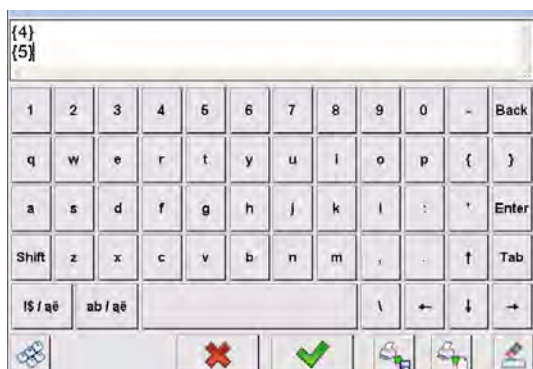 {4}
{5}
1 2 3 4 5 6 7 8 9 0 - Back
q w e r t y u i o p { }
a s d f g h j k l : ' Enter
Shift z x c v b n m , . ↑ Tab
!$ / ąë ab / ąë \ ← ↓ →